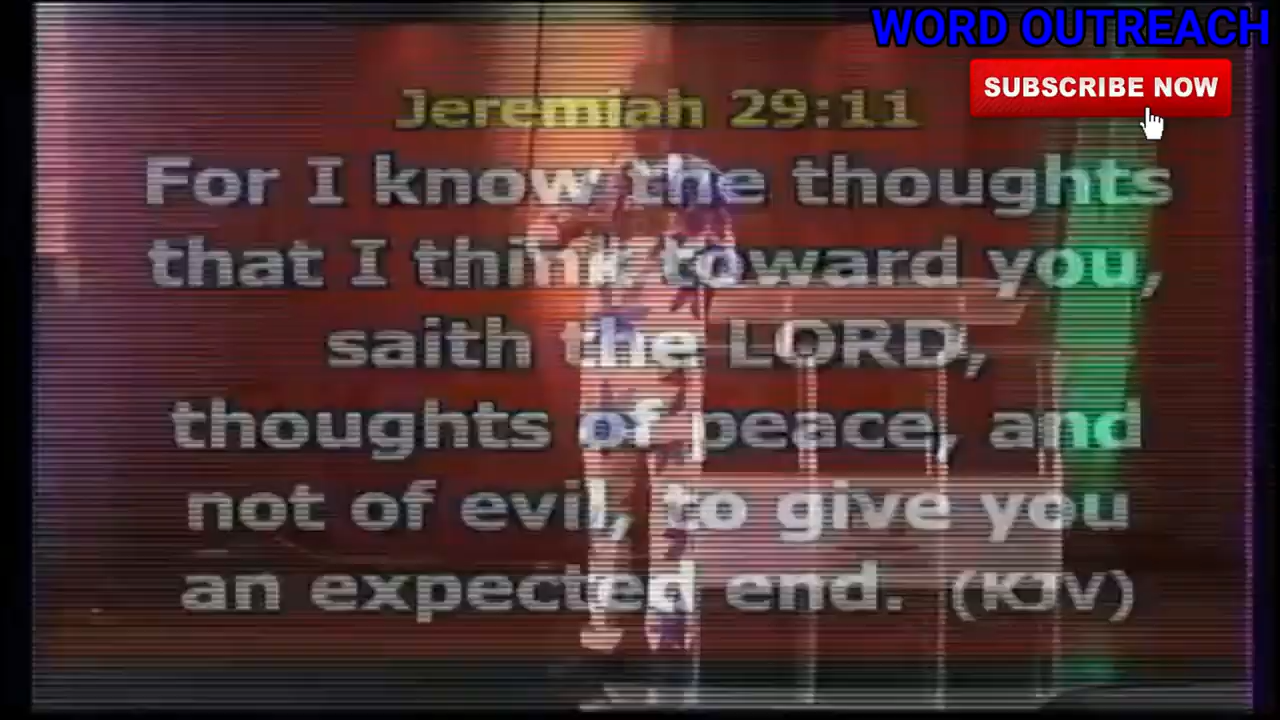 WORD OUTREACH
SUBSCRIBE NOW
Jeremiah 29:11
For I know the thoughts
that I think toward you,
saith the LORD,
thoughts of peace, and
not of evil, to give you
an expected end. (KJV)